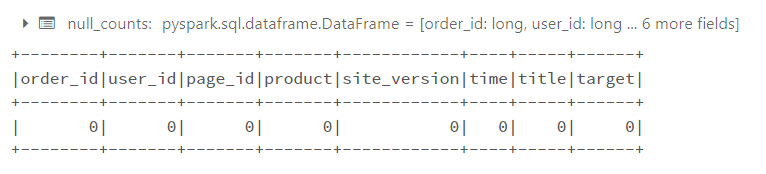 null_counts: pyspark.sql.dataframe.DataFrame = [order_id: long, user_id: long ... 6 more fields]
+--------+-------+-------+-------+------------+----+-----+------+
|order_id|user_id|page_id|product|site_version|time|title|target|
+--------+-------+-------+-------+------------+----+-----+------+
|       0|      0|      0|      0|           0|   0|    0|     0|
+--------+-------+-------+-------+------------+----+-----+------+